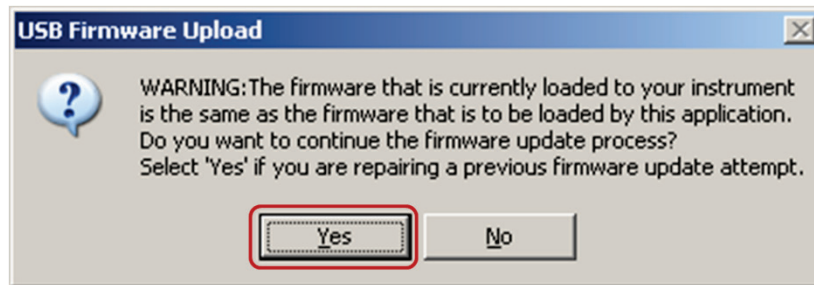 USB Firmware Upload
WARNING:The firmware that is currently loaded to your instrument
is the same as the firmware that is to be loaded by this application.
Do you want to continue the firmware update process?
Select 'Yes' if you are repairing a previous firmware update attempt.
Yes No